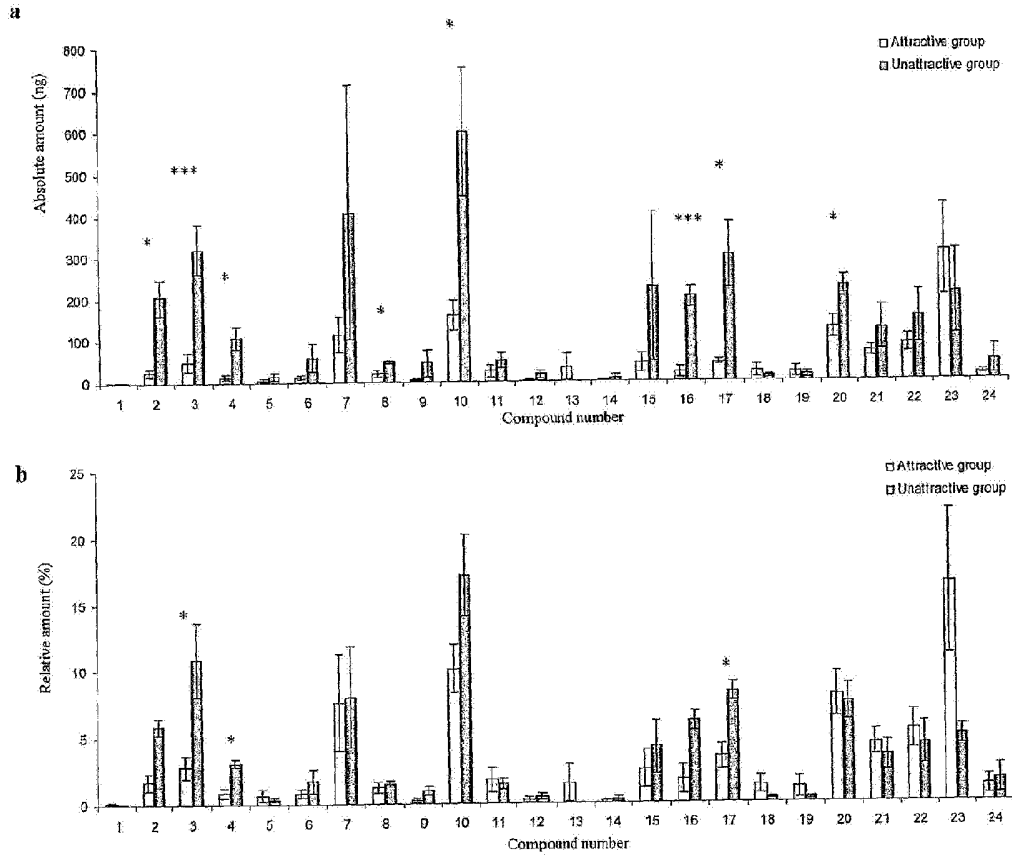 a
*
Attractive group
Unattractive group
800
700
600
500
400
300
200
100
0
Absolute amount (ng)
*
***
*
*
*
***
*
1 2 3 4 5 6 7 8 9 10 11 12 13 14 15 16 17 18 19 20 21 22 23 24
Compound number
b
Attractive group
Unattractive group
25
20
15
10
5
0
Relative amount (%)
*
*
*
1 2 3 4 5 6 7 8 9 10 11 12 13 14 15 16 17 18 19 20 21 22 23 24
Compound number